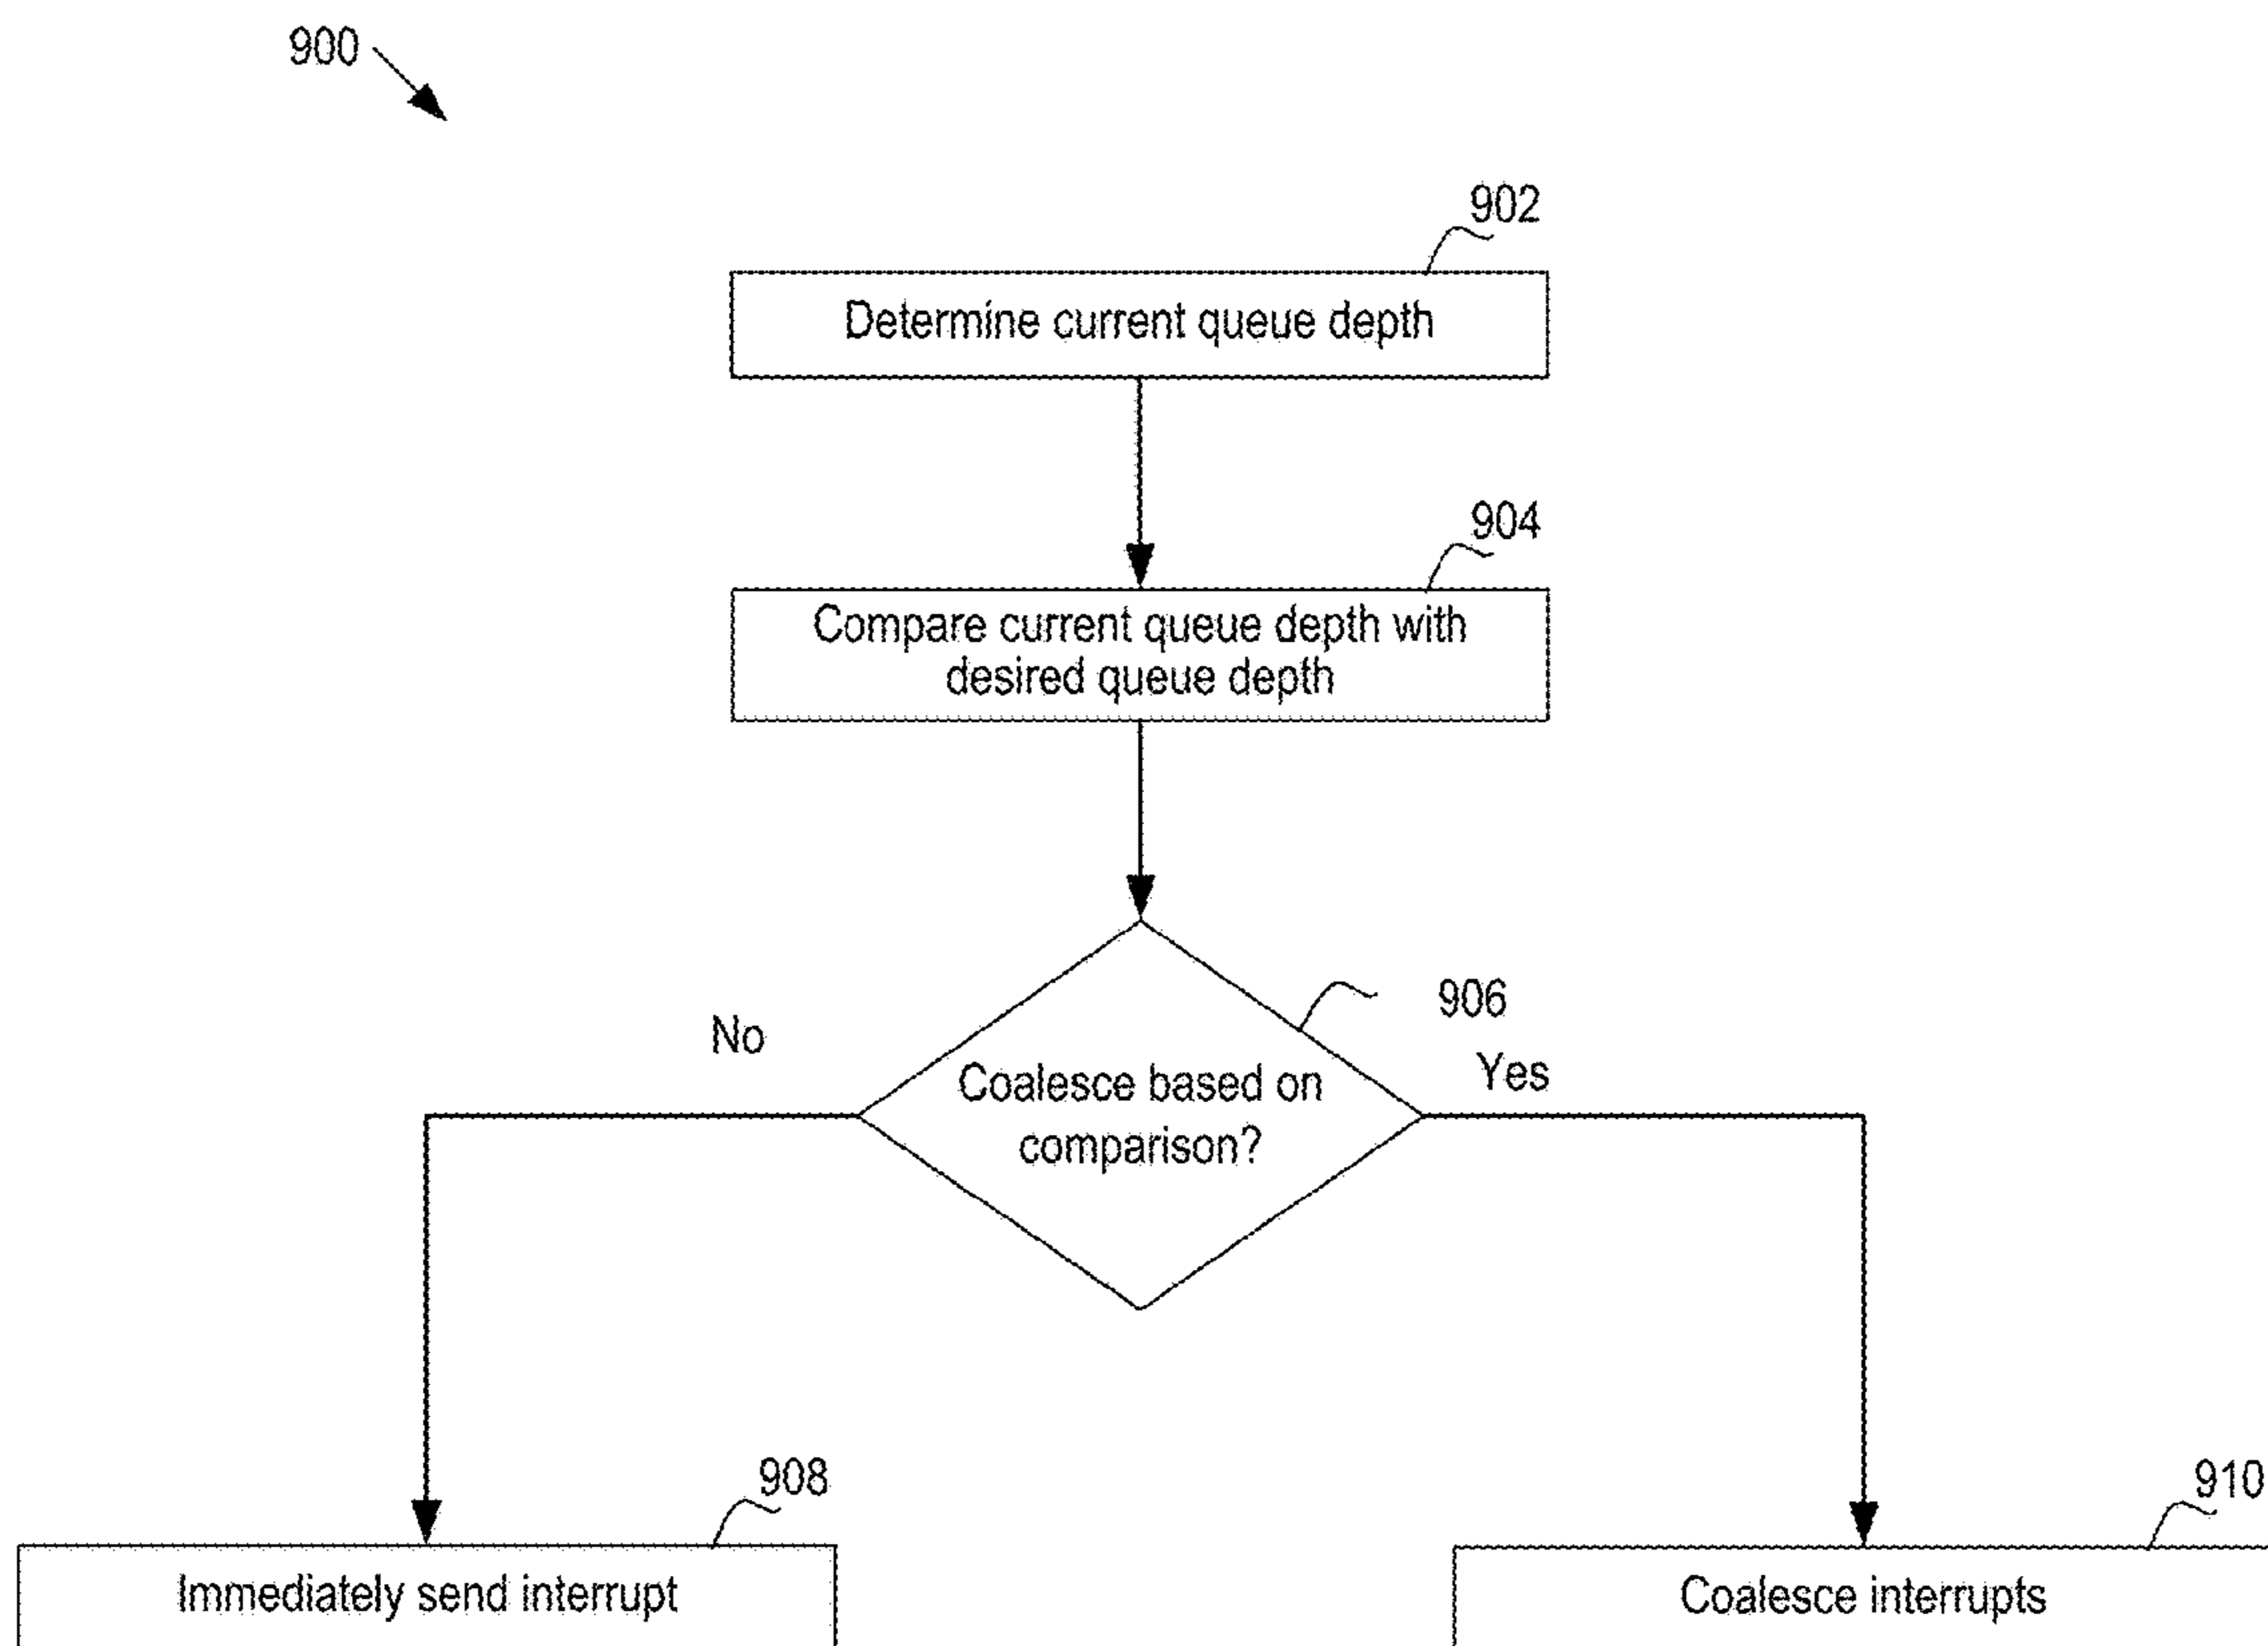 900
902
Determine current queue depth
904
Compare current queue depth with
desired queue depth
906
No
Yes
Coalesce based on
comparison?
908
910
Immediately send interrupt
Coalesce interrupts